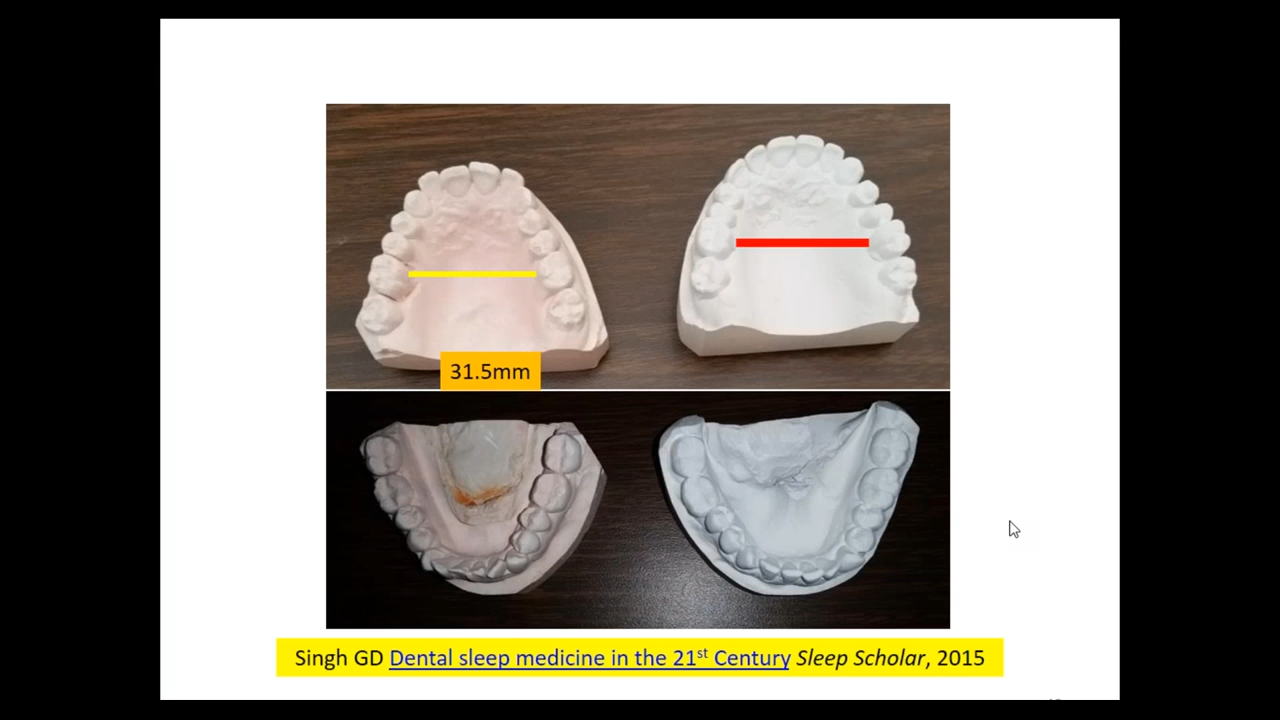 31.5mm
Singh GD Dental sleep medicine in the 21st Century Sleep Scholar, 2015